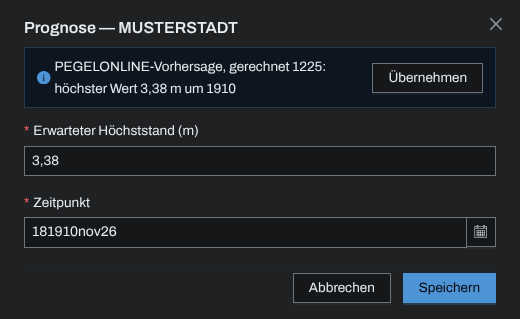 Prognose — MUSTERSTADT
PEGELONLINE-Vorhersage, gerechnet 1225:
höchster Wert 3,38 m um 1910
Übernehmen
* Erwarteter Höchststand (m)
3,38
* Zeitpunkt
181910nov26
Abbrechen
Speichern